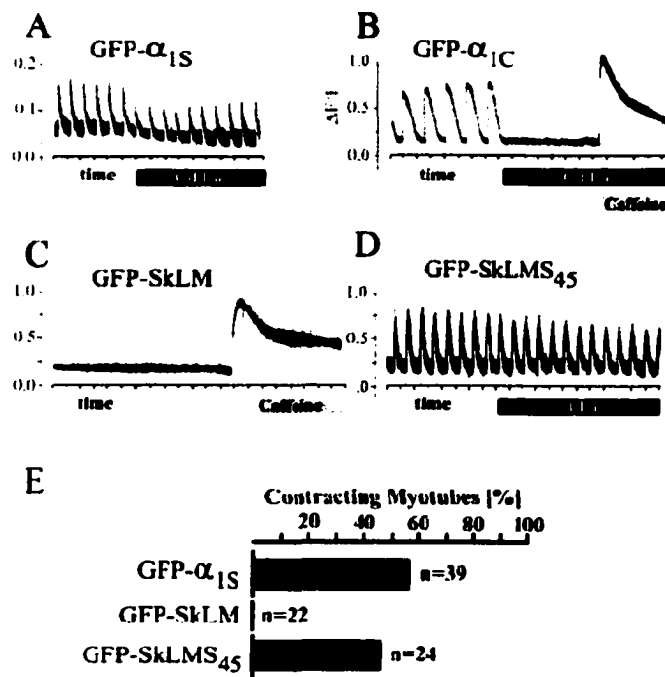 A
GFP-α1S
0.2
0.1
0.0
time
B
GFP-α1C
1.0
0.5
0.0
time
Caffeine
C
GFP-SkLM
1.0
0.5
0.0
time
Caffeine
D
GFP-SkLMS45
1.0
0.5
.0
time
E
Contracting Myotubes [%]
20 40 60 80 100
GFP-α1S n=39
GFP-SkLM n=22
GFP-SkLMS45 n=24